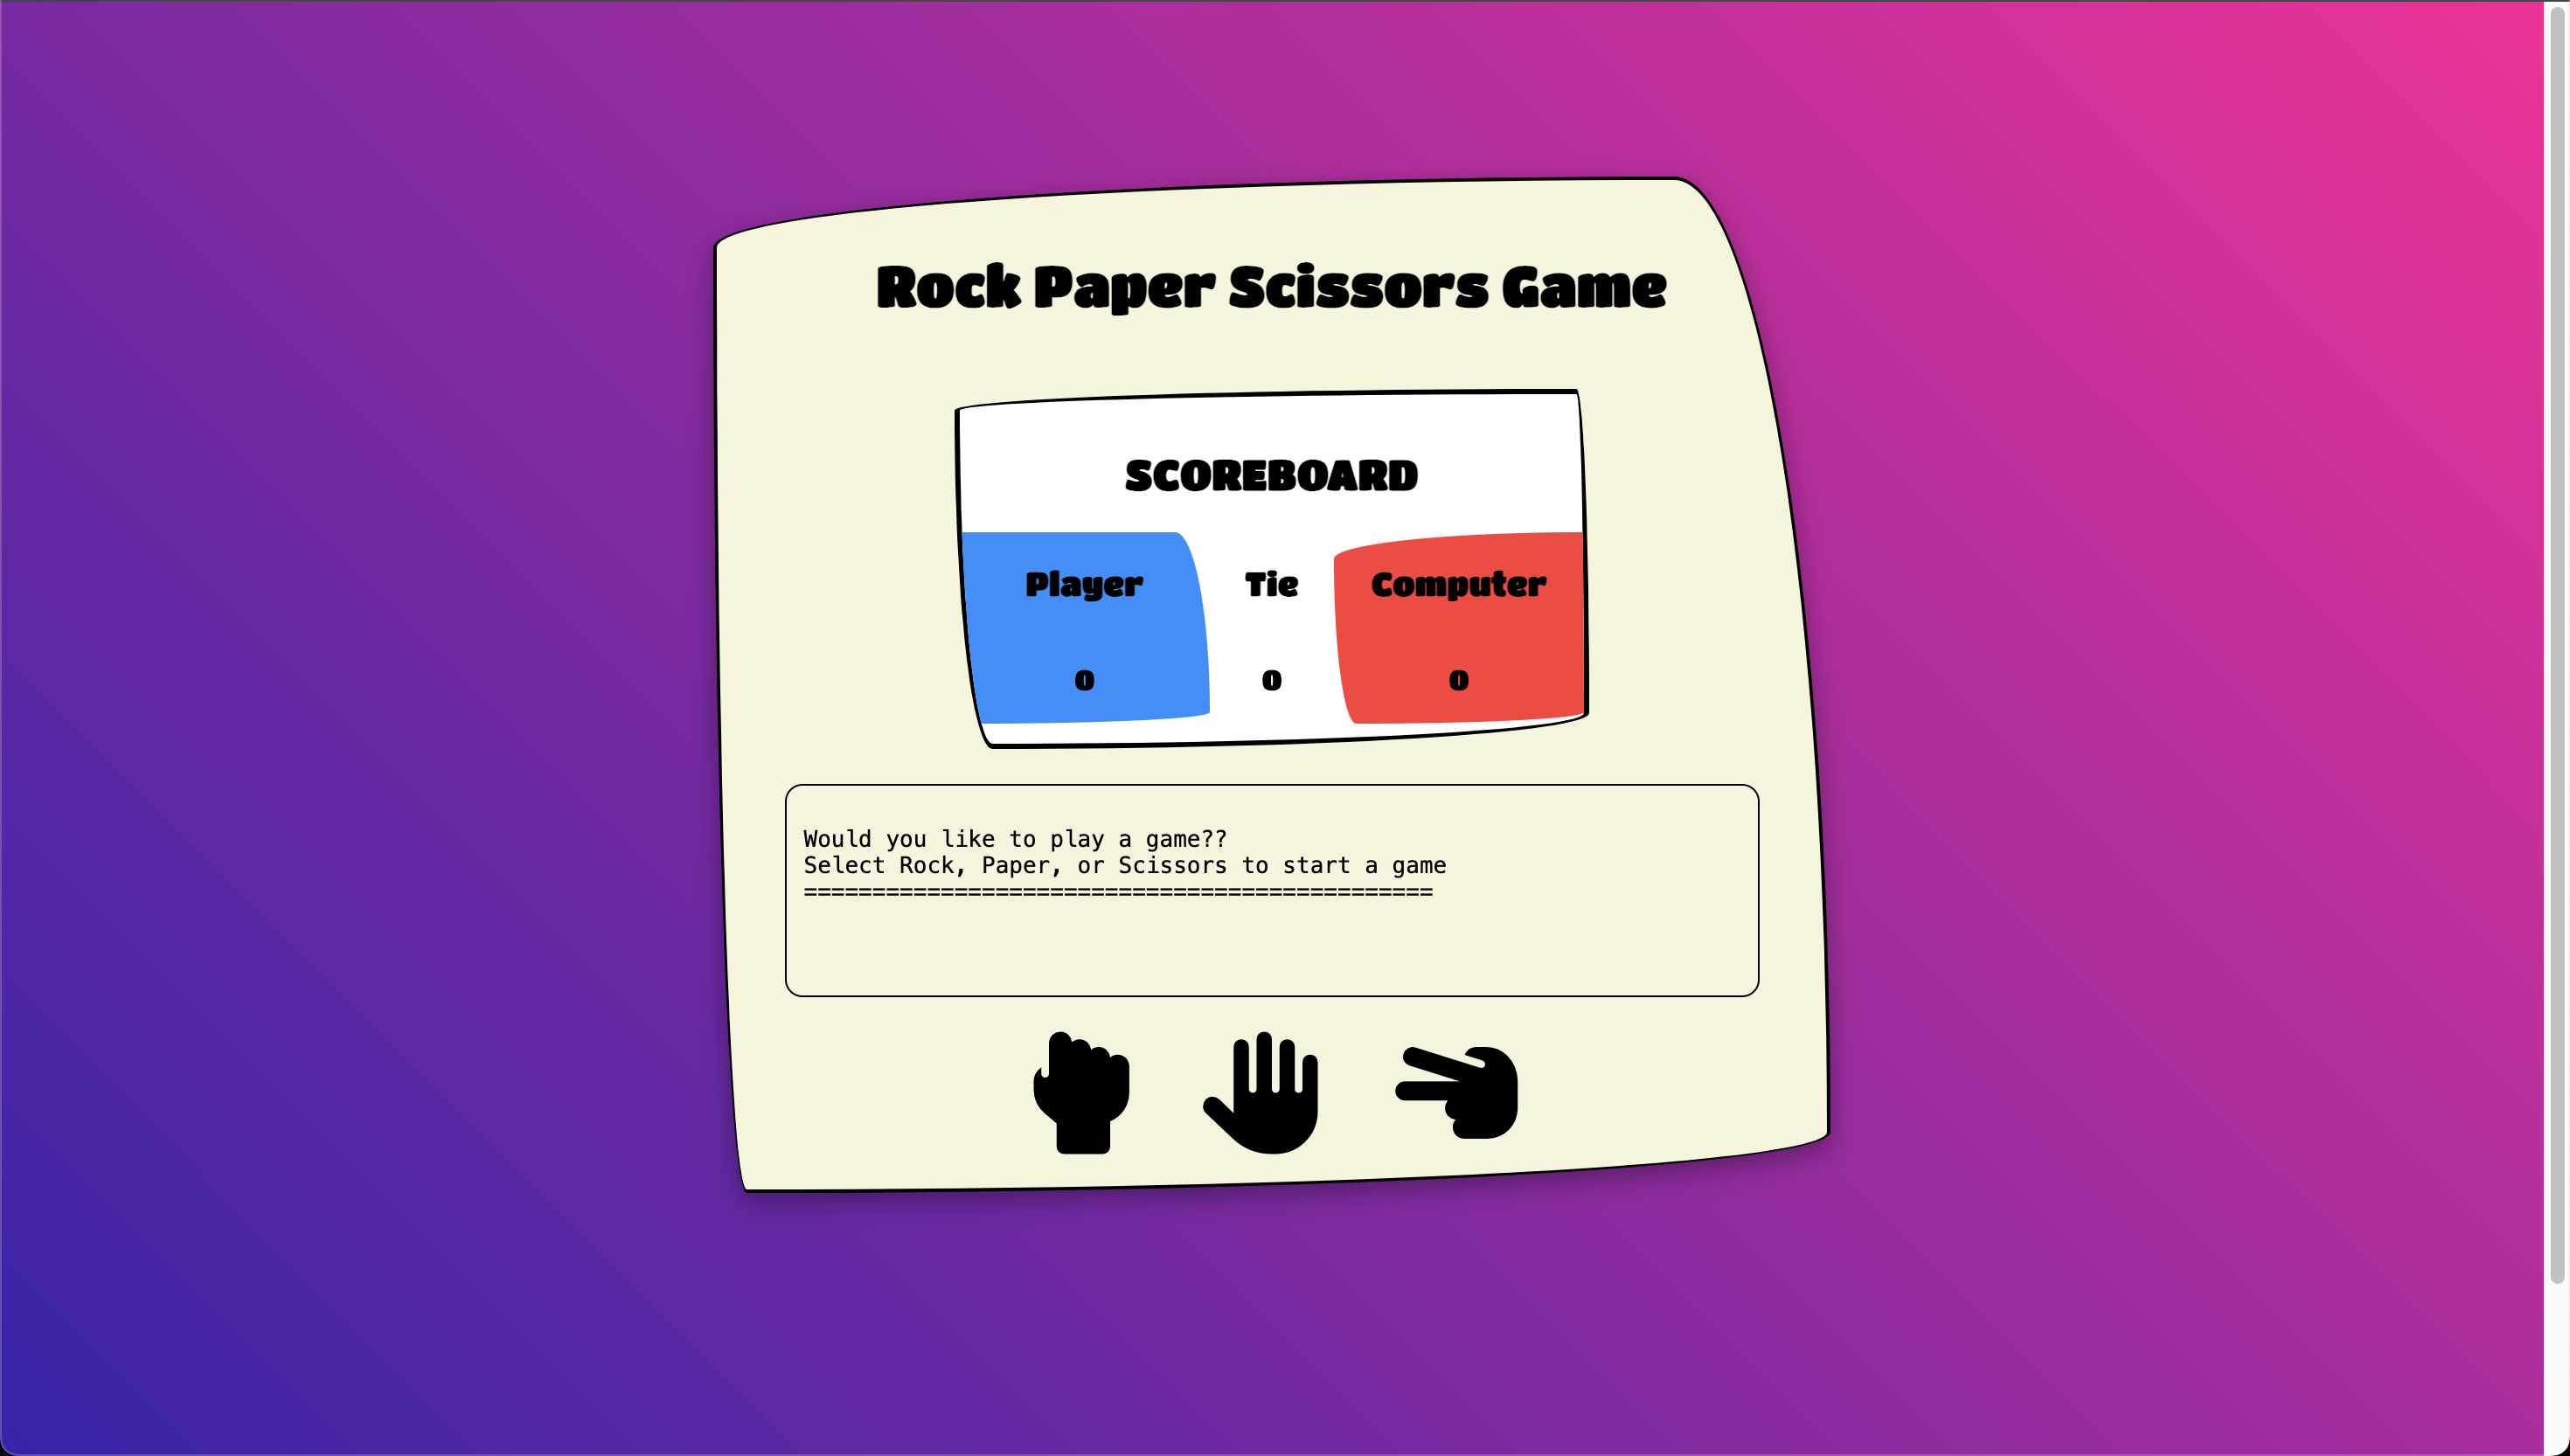 Rock Paper Scissors Game
SCOREBOARD
Player Tie Computer
0 0 0
Would you like to play a game??
Select Rock, Paper, or Scissors to start a game
==============================================